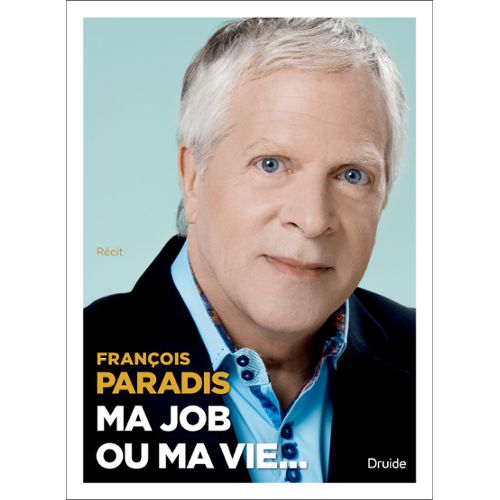 Récit
FRANÇOIS
PARADIS
MA JOB
OU MA VIE...
Druide